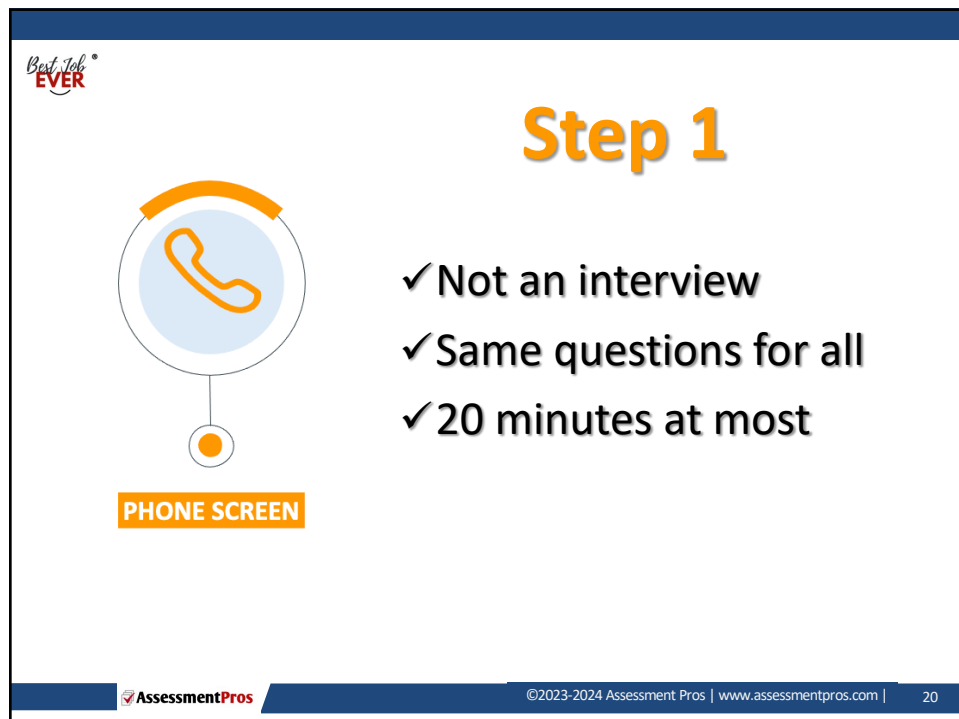 Best Job ®
EVER
Step 1
✓Not an interview
✓Same questions for all
✓20 minutes at most
PHONE SCREEN
AssessmentPros
©2023-2024 Assessment Pros | www.assessmentpros.com |
20